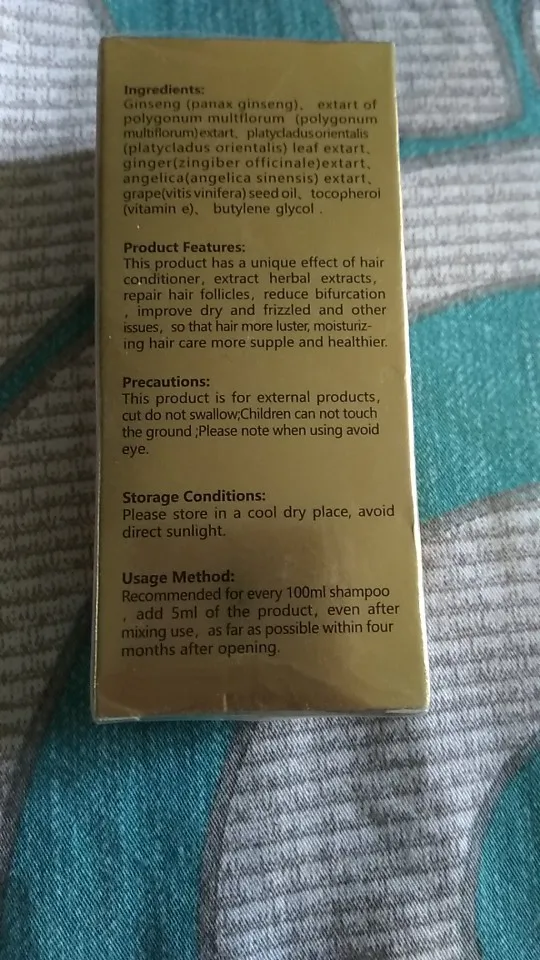 Ingredients:
Ginseng (panax ginseng)、 extart of
polygonum multflorum (polygonum
multiflorum)extart、platycladusorientalis
(platycladus orientalis) leaf extart、
ginger(zingiber officinale)extart、
angelica(angelica sinensis) extart、
grape(vitis vinifera) seed oil、tocopherol
(vitamin e)、 butylene glycol .
Product Features:
This product has a unique effect of hair
conditioner, extract herbal extracts,
repair hair follicles, reduce bifurcation
, improve dry and frizzled and other
issues, so that hair more luster, moisturiz-
ing hair care more supple and healthier.
Precautions:
This product is for external products,
cut do not swallow;Children can not touch
the ground ;Please note when using avoid
eye.
Storage Conditions:
Please store in a cool dry place, avoid
direct sunlight.
Usage Method:
Recommended for every 100ml shampoo
, add 5ml of the product, even after
mixing use, as far as possible within four
months after opening.